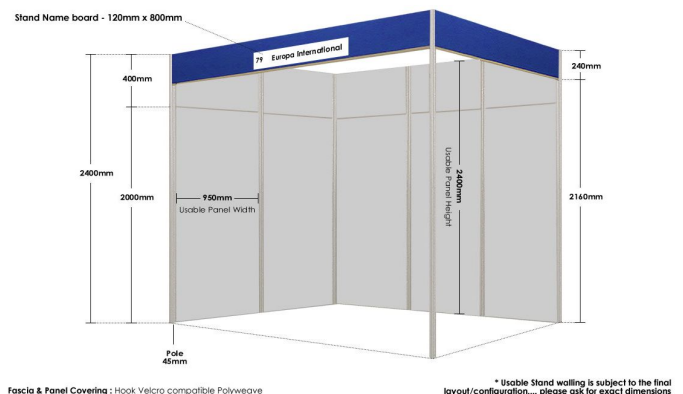 Stand Name board - 120mm x 800mm
79 Europa International
400mm
240mm
2400mm
2000mm
950mm
Usable Panel Width
2400mm
Usable Panel Height
2160mm
Pole
45mm
Fascia & Panel Covering : Hook Velcro compatible Polyweave
* Usable Stand walling is subject to the final
layout/configuration.... please ask for exact dimensions